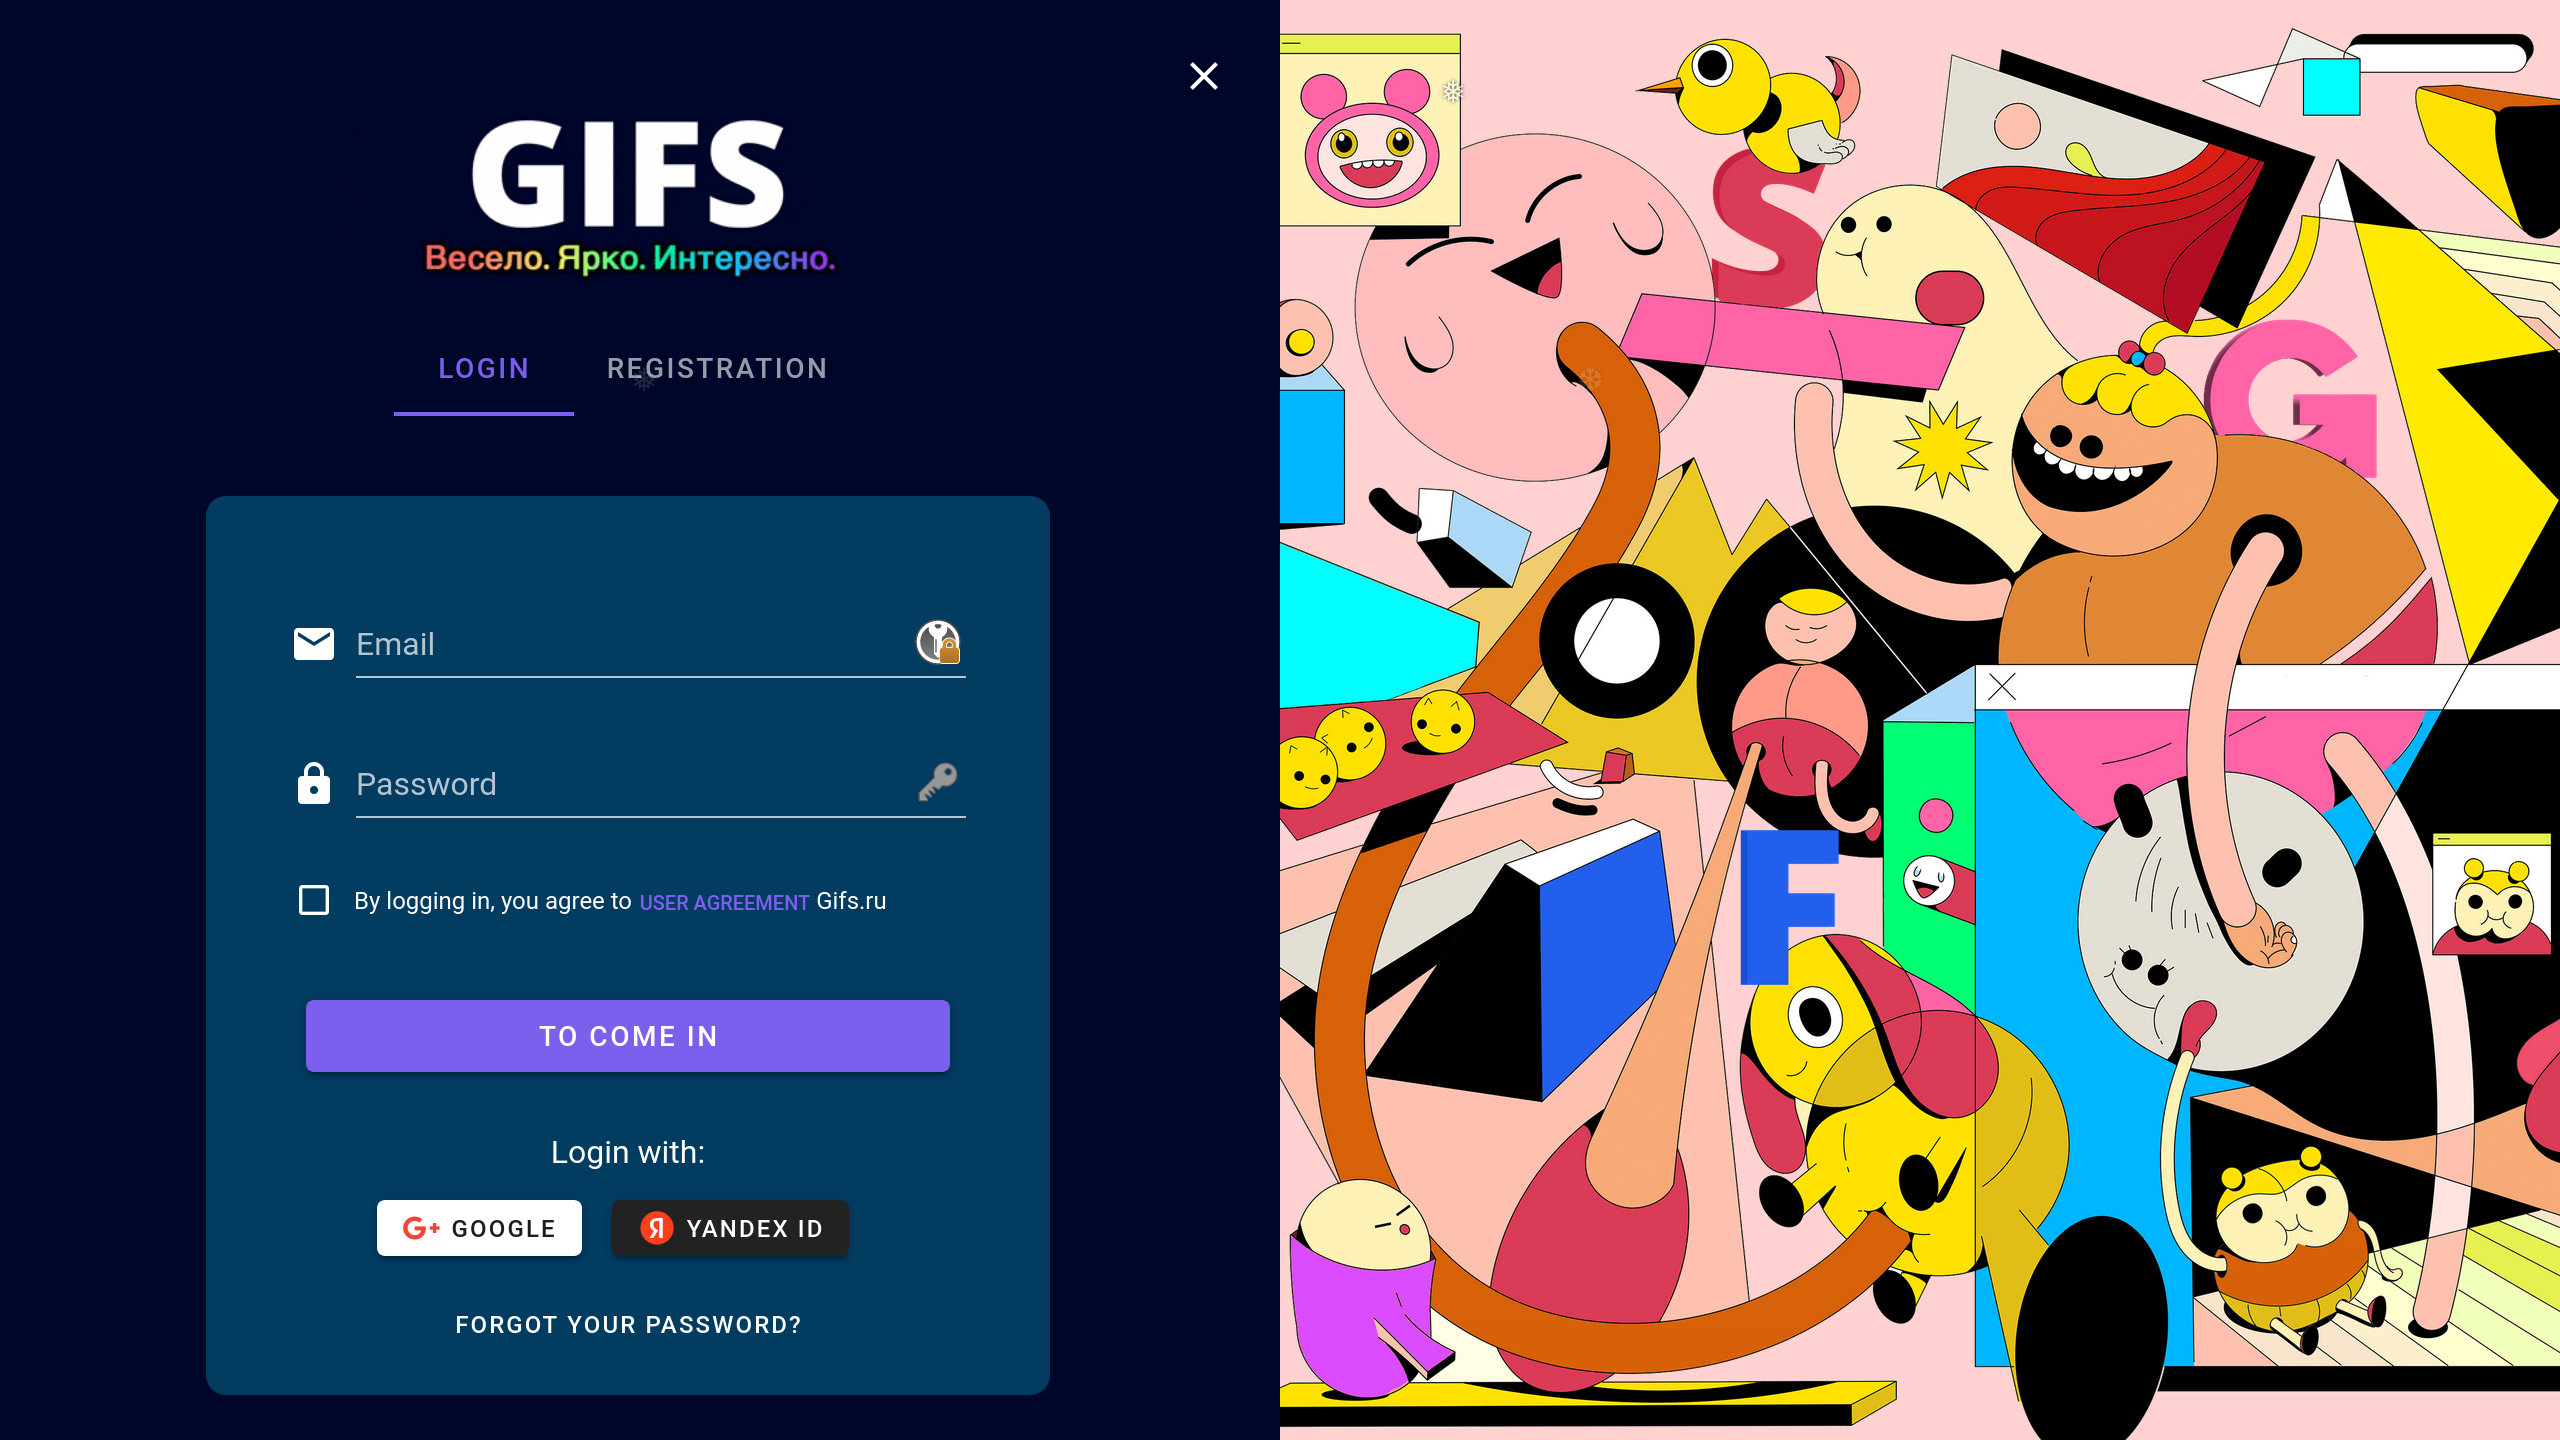 GIFS
Весело. Ярко. Интересно.
LOGIN REGISTRATION
Email
Password
By logging in, you agree to USER AGREEMENT Gifs.ru
TO COME IN
Login with:
G+ GOOGLE Я YANDEX ID
FORGOT YOUR PASSWORD?
S
G
F